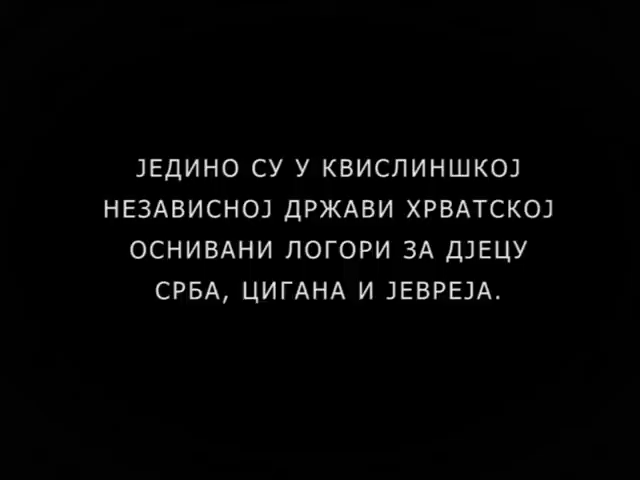 ЈЕДИНО СУ У КВИСЛИНШКОЈ
НЕЗАВИСНОЈ ДРЖАВИ ХРВАТСКОЈ
ОСНИВАНИ ЛОГОРИ ЗА ДЈЕЦУ
СРБА, ЦИГАНА И ЈЕВРЕЈА.